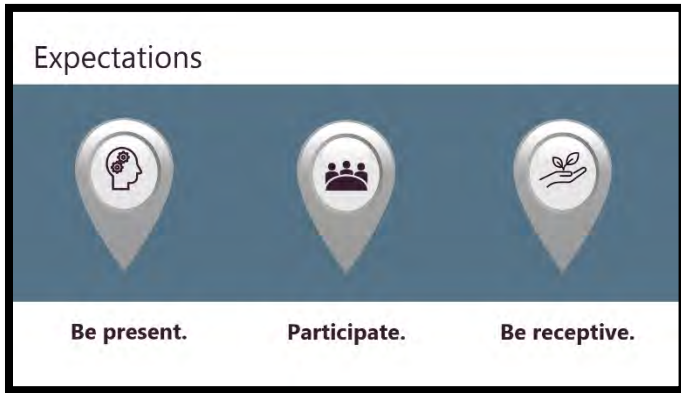 Expectations
Be present.
Participate.
Be receptive.